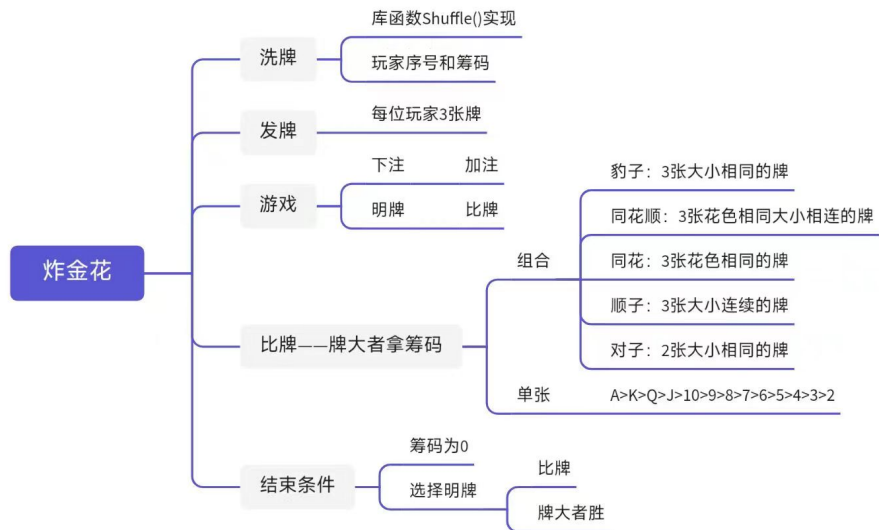 炸金花
洗牌
库函数Shuffle()实现
玩家序号和筹码
发牌
每位玩家3张牌
游戏
下注 加注
明牌 比牌
比牌——牌大者拿筹码
组合
豹子：3张大小相同的牌
同花顺：3张花色相同大小相连的牌
同花：3张花色相同的牌
顺子：3张大小连续的牌
对子：2张大小相同的牌
单张
A>K>Q>J>10>9>8>7>6>5>4>3>2
结束条件
筹码为0
选择明牌
比牌
牌大者胜